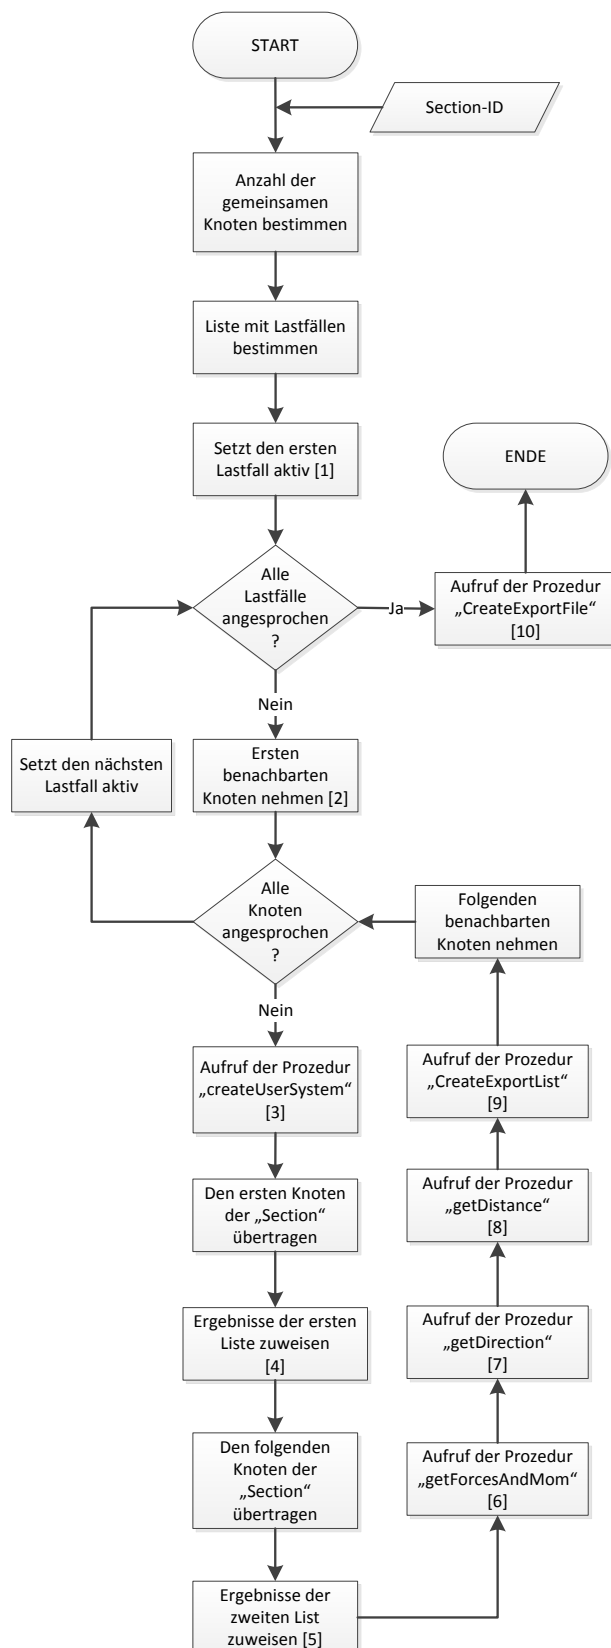 START
Section-ID
Anzahl der
gemeinsamen
Knoten bestimmen
Liste mit Lastfällen
bestimmen
Setzt den ersten
Lastfall aktiv [1]
ENDE
Alle
Lastfälle
angesprochen
?
Ja
Aufruf der Prozedur
„CreateExportFile“
[10]
Nein
Setzt den nächsten
Lastfall aktiv
Ersten
benachbarten
Knoten nehmen [2]
Alle
Knoten
angesprochen
?
Folgenden
benachbarten
Knoten nehmen
Nein
Aufruf der Prozedur
„createUserSystem“
[3]
Aufruf der Prozedur
„CreateExportList“
[9]
Den ersten Knoten
der „Section“
übertragen
Aufruf der Prozedur
„getDistance“
[8]
Ergebnisse der ersten
Liste zuweisen
[4]
Aufruf der Prozedur
„getDirection“
[7]
Den folgenden
Knoten der
„Section“
übertragen
Aufruf der Prozedur
„getForcesAndMom“
[6]
Ergebnisse der
zweiten List
zuweisen [5]